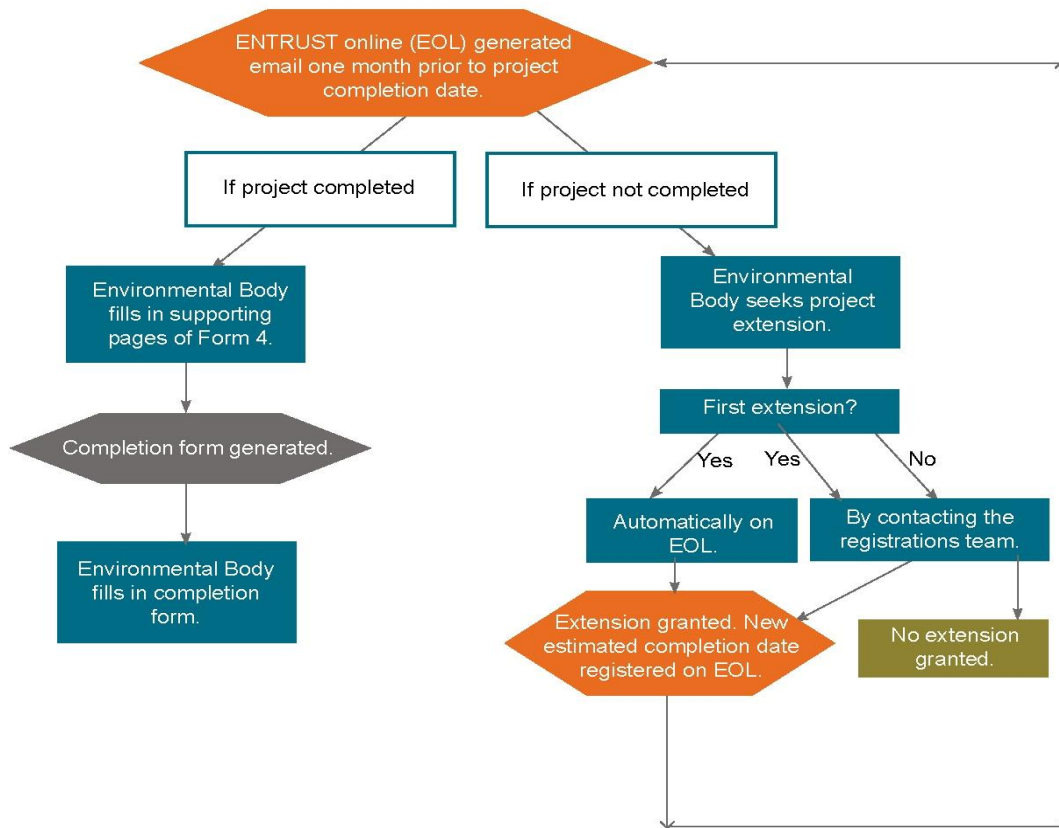 ENTRUST online (EOL) generated
email one month prior to project
completion date.
If project completed
If project not completed
Environmental Body
fills in supporting
pages of Form 4.
Environmental
Body seeks project
extension.
First extension?
Completion form generated.
Yes
Yes
No
Automatically on
EOL.
By contacting the
registrations team.
Environmental Body
fills in completion
form.
Extension granted. New
estimated completion date
registered on EOL.
No extension
granted.